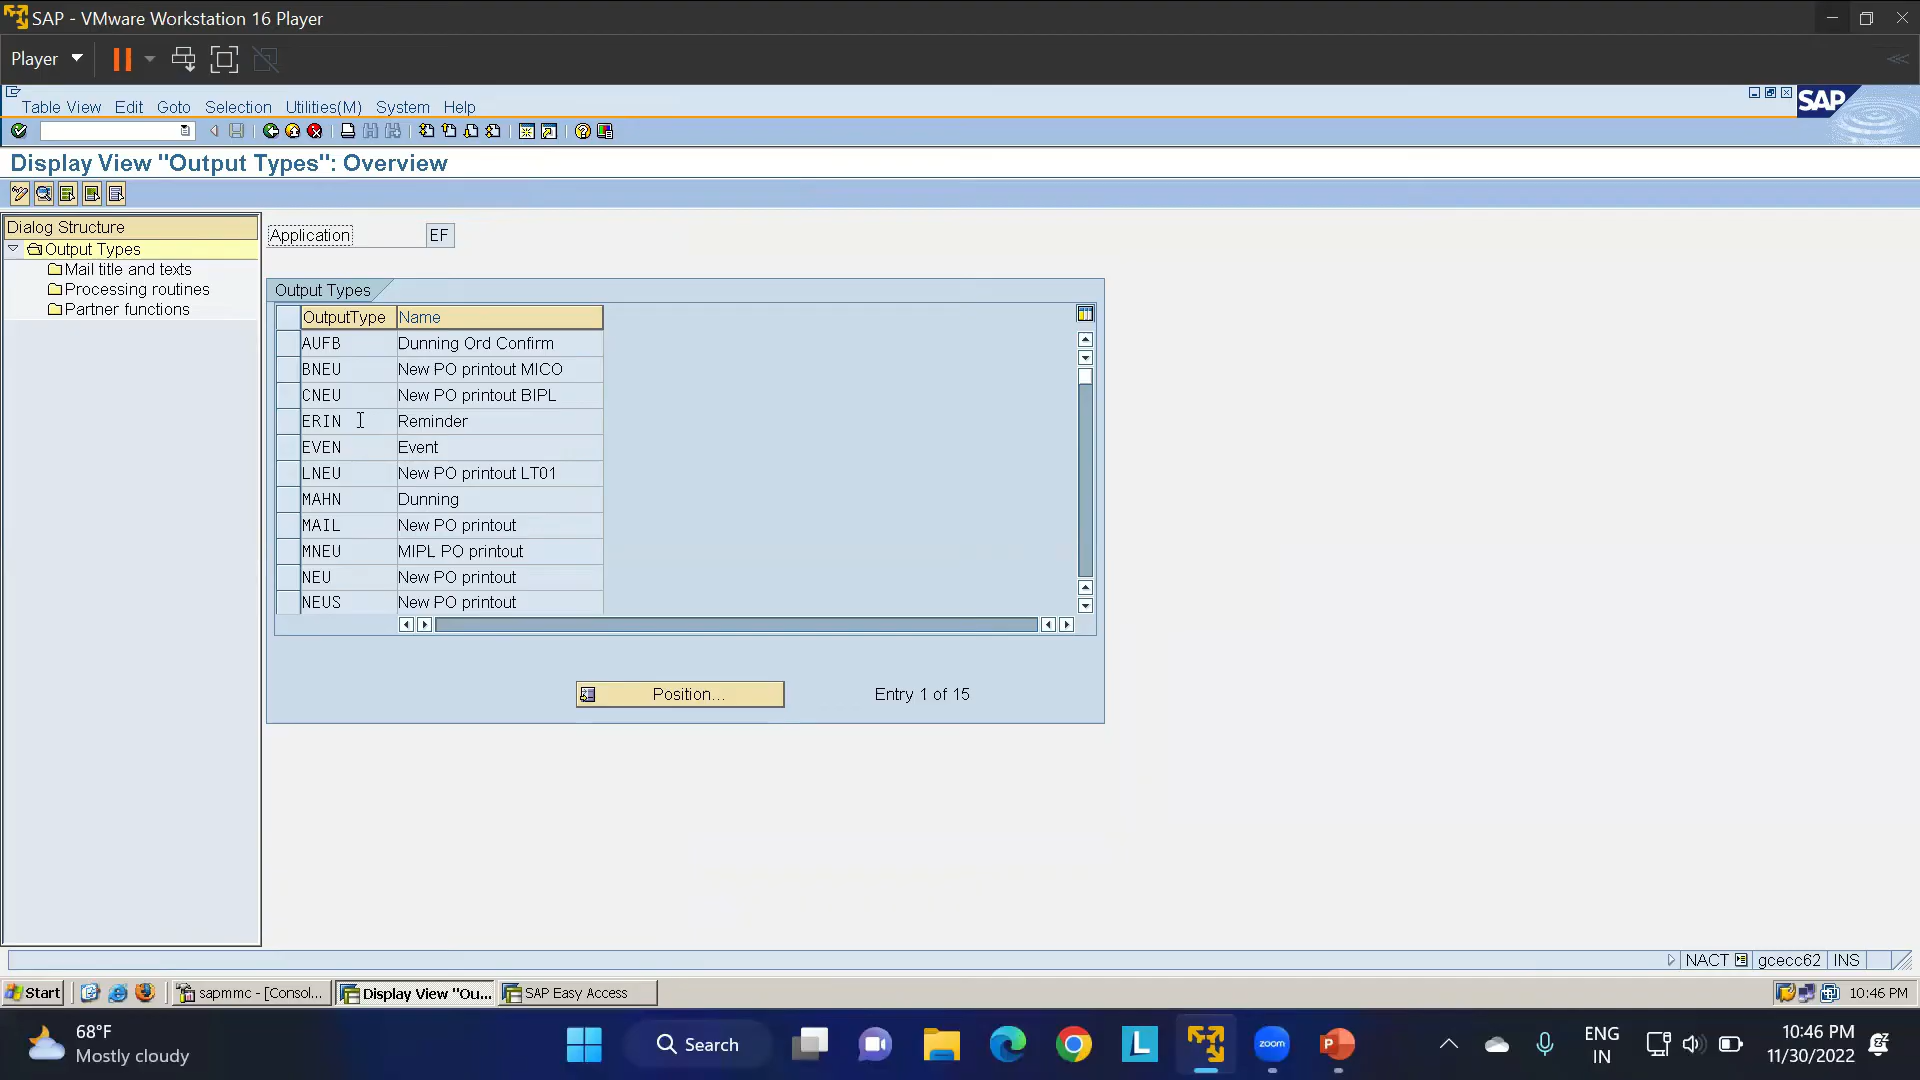 SAP - VMware Workstation 16 Player
Player
Table View Edit Goto Selection Utilities(M) System Help
SAP
Display View "Output Types": Overview
Dialog Structure
Output Types
Mail title and texts
Processing routines
Partner functions
Application EF
Output Types
OutputType Name
AUFB Dunning Ord Confirm
BNEU New PO printout MICO
CNEU New PO printout BIPL
ERIN Reminder
EVEN Event
LNEU New PO printout LT01
MAHN Dunning
MAIL New PO printout
MNEU MIPL PO printout
NEU New PO printout
NEUS New PO printout
Position... Entry 1 of 15
NACT gcecc62 INS
Start sapmmc - [Consol... Display View "Ou... SAP Easy Access 10:46 PM
68°F
Mostly cloudy
Search
L
zoom
P
ENG
IN
10:46 PM
11/30/2022